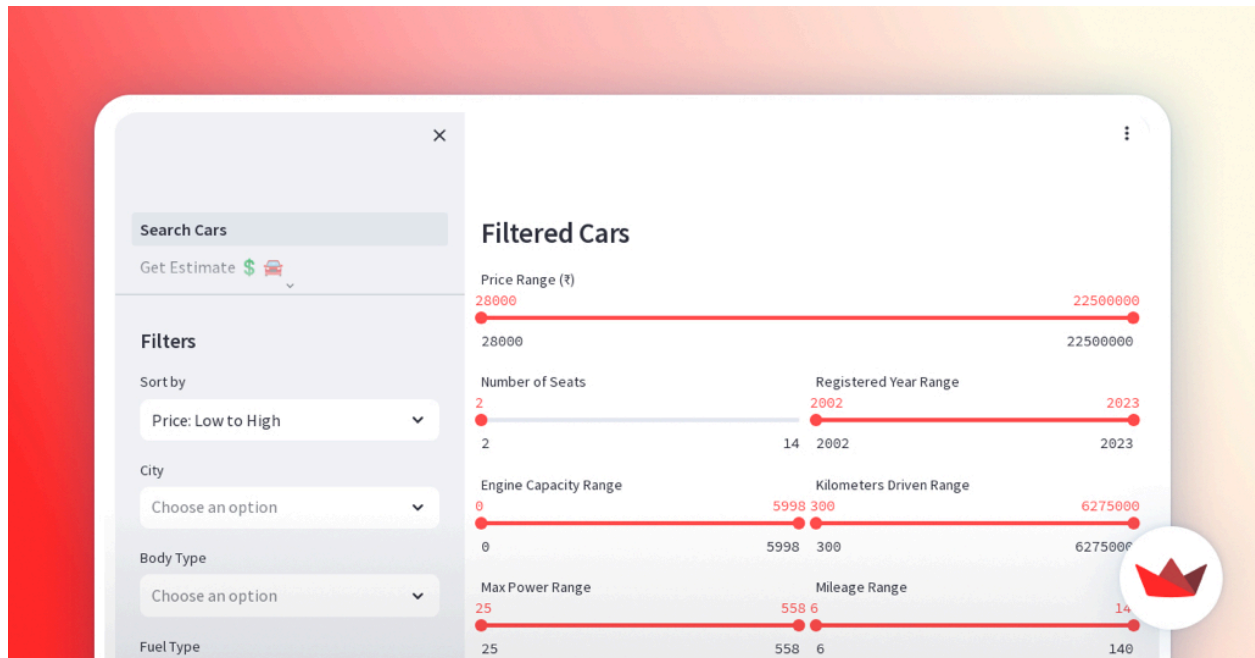 Search Cars
Get Estimate 💲 🚘
Filters
Sort by
Price: Low to High
City
Choose an option
Body Type
Choose an option
Fuel Type
Filtered Cars
Price Range (₹)
28000 22500000
28000 22500000
Number of Seats Registered Year Range
2 2002 2023
2 14 2002 2023
Engine Capacity Range Kilometers Driven Range
0 5998 300 6275000
0 5998 300 6275000
Max Power Range Mileage Range
25 558 6 14
25 558 6 140